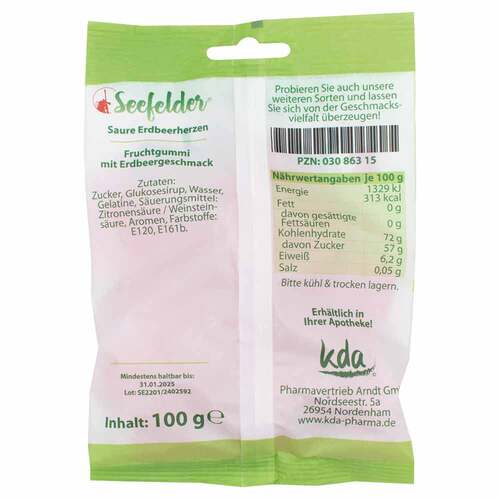 Seefelder
Saure Erdbeerherzen
Fruchtgummi
mit Erdbeergeschmack
Zutaten:
Zucker, Glukosesirup, Wasser,
Gelatine, Säuerungsmittel:
Zitronensäure / Weinstein-
säure, Aromen, Farbstoffe:
E120, E161b.
Mindestens haltbar bis:
31.01.2025
Lot: SE2201/2402592
Inhalt: 100 g℮
Probieren Sie auch unsere
weiteren Sorten und lassen
Sie sich von der Geschmacks-
vielfalt überzeugen!
PZN: 030 863 15
Nährwertangaben je 100 g
Energie 1329 kJ
313 kcal
Fett 0 g
davon gesättigte
Fettsäuren 0 g
Kohlenhydrate 72 g
davon Zucker 57 g
Eiweiß 6,2 g
Salz 0,05 g
Bitte kühl & trocken lagern.
Erhältlich in
Ihrer Apotheke!
kda
Pharmavertrieb Arndt Gm
Nordseestr. 5a
26954 Nordenham
www.kda-pharma.de